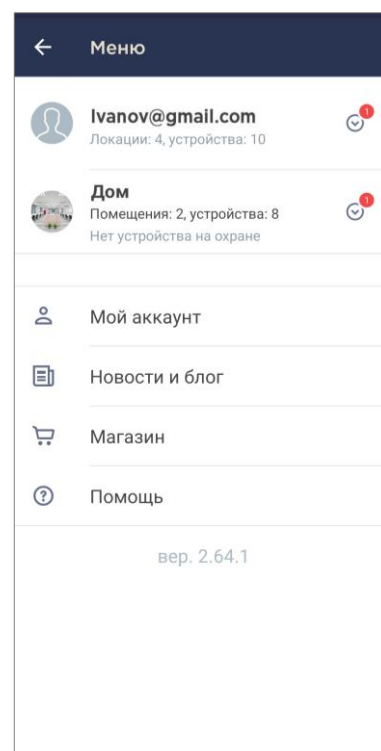 Меню
Ivanov@gmail.com
1
Локации: 4, устройства: 10
Дом
1
Помещения: 2, устройства: 8
Нет устройства на охране
Мой аккаунт
Новости и блог
Магазин
Помощь
вер. 2.64.1